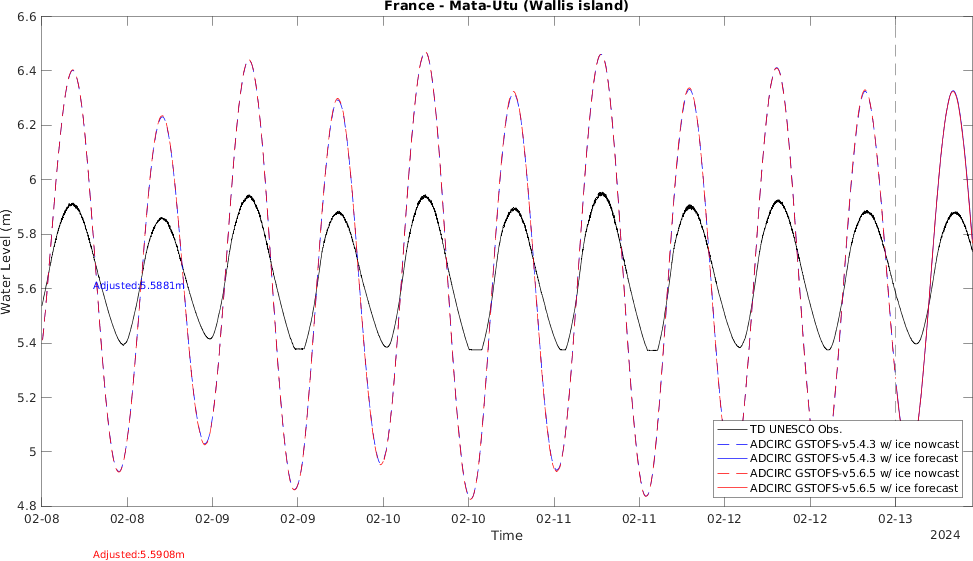 France - Mata-Utu (Wallis island)
6.6
6.4
6.2
6
5.8
5.6
5.4
5.2
5
4.8
Water Level (m)
Adjusted:5.5881m
TD UNESCO Obs.
ADCIRC GSTOFS-v5.4.3 w/ ice nowcast
ADCIRC GSTOFS-v5.4.3 w/ ice forecast
ADCIRC GSTOFS-v5.6.5 w/ ice nowcast
ADCIRC GSTOFS-v5.6.5 w/ ice forecast
02-08 02-08 02-09 02-09 02-10 02-10 02-11 02-11 02-12 02-12 02-13
Time
2024
Adjusted:5.5908m